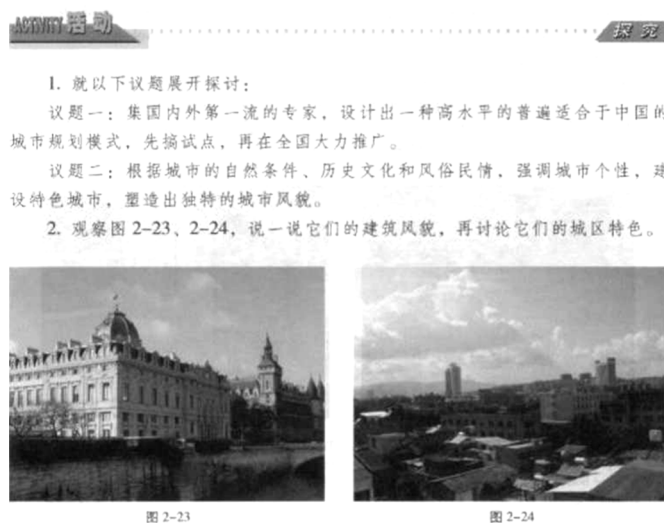 ACTIVITY 活动
探究
1. 就以下议题展开探讨：
议题一：集国内外第一流的专家，设计出一种高水平的普遍适合于中国的
城市规划模式，先搞试点，再在全国大力推广。
议题二：根据城市的自然条件、历史文化和风俗民情，强调城市个性，建
设特色城市，塑造出独特的城市风貌。
2. 观察图2-23、2-24，说一说它们的建筑风貌，再讨论它们的城区特色。
图2-23
图2-24